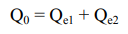 Q₀ = Qₑ₁ + Qₑ₂